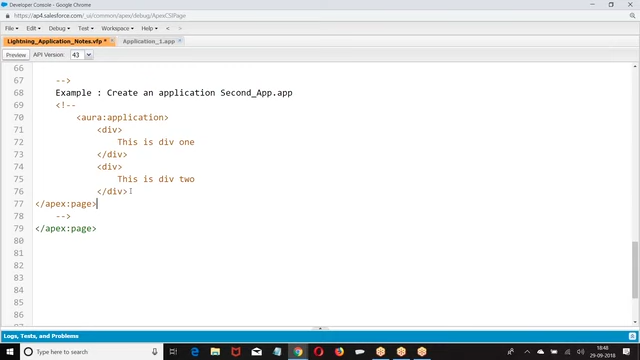 Developer Console - Google Chrome
https://ap4.salesforce.com/_ui/common/apex/debug/ApexCSIPage
File Edit Debug Test Workspace Help < >
Lightning_Application_Notes.vfp * Application_1.app
Preview API Version: 43
66
67 -->
68 Example : Create an application Second_App.app
69 <!--
70 <aura:application>
71 <div>
72 This is div one
73 </div>
74 <div>
75 This is div two
76 </div>
77 </apex:page>
78 -->
79 </apex:page>
80
81
82
83
84
85
86
Logs, Tests, and Problems
Type here to search
18:48
29-09-2018